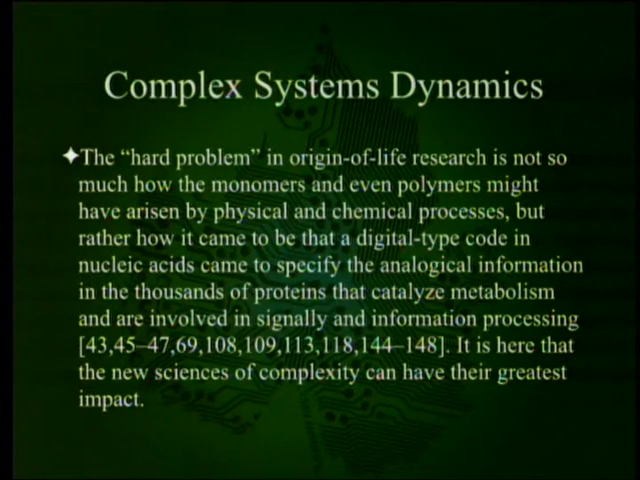 Complex Systems Dynamics
✦The “hard problem” in origin-of-life research is not so
much how the monomers and even polymers might
have arisen by physical and chemical processes, but
rather how it came to be that a digital-type code in
nucleic acids came to specify the analogical information
in the thousands of proteins that catalyze metabolism
and are involved in signally and information processing
[43,45–47,69,108,109,113,118,144–148]. It is here that
the new sciences of complexity can have their greatest
impact.